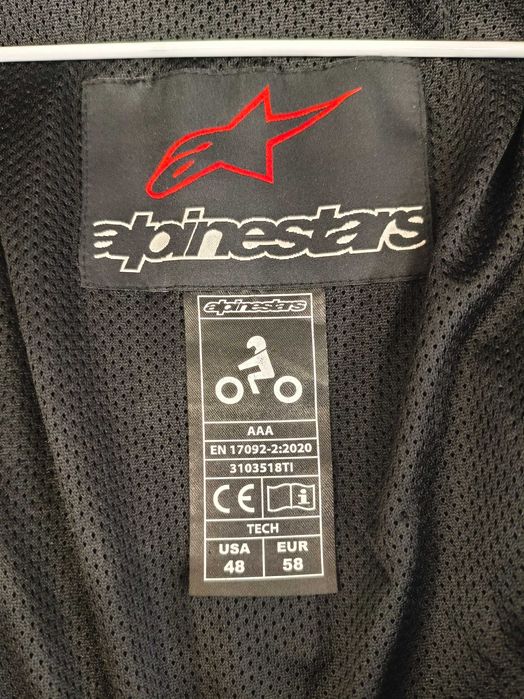 alpinestars
alpinestars
AAA
EN 17092-2:2020
3103518TI
CE i
TECH
USA EUR
48 58